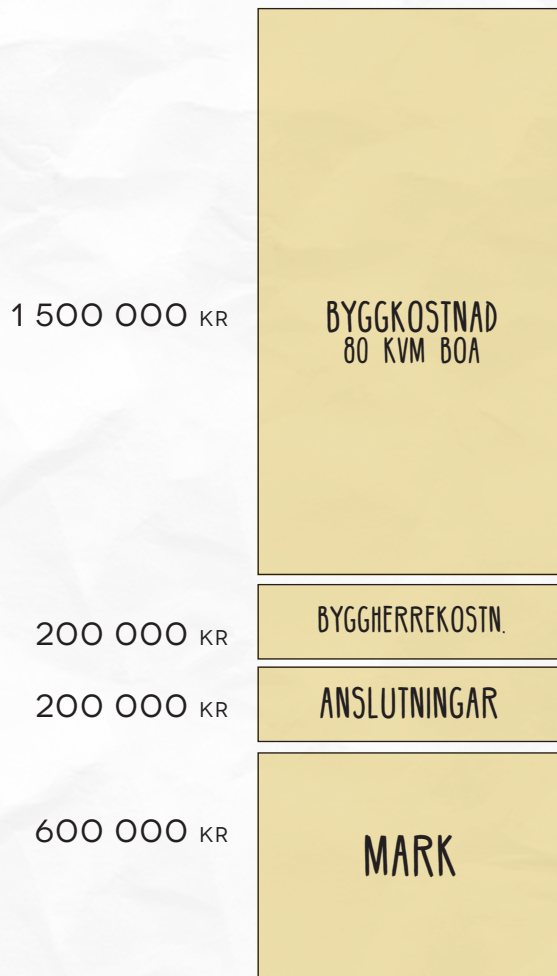 1 500 000 KR
BYGGKOSTNAD
80 KVM BOA
200 000 KR
BYGGHERREKOSTN.
200 000 KR
ANSLUTNINGAR
600 000 KR
MARK